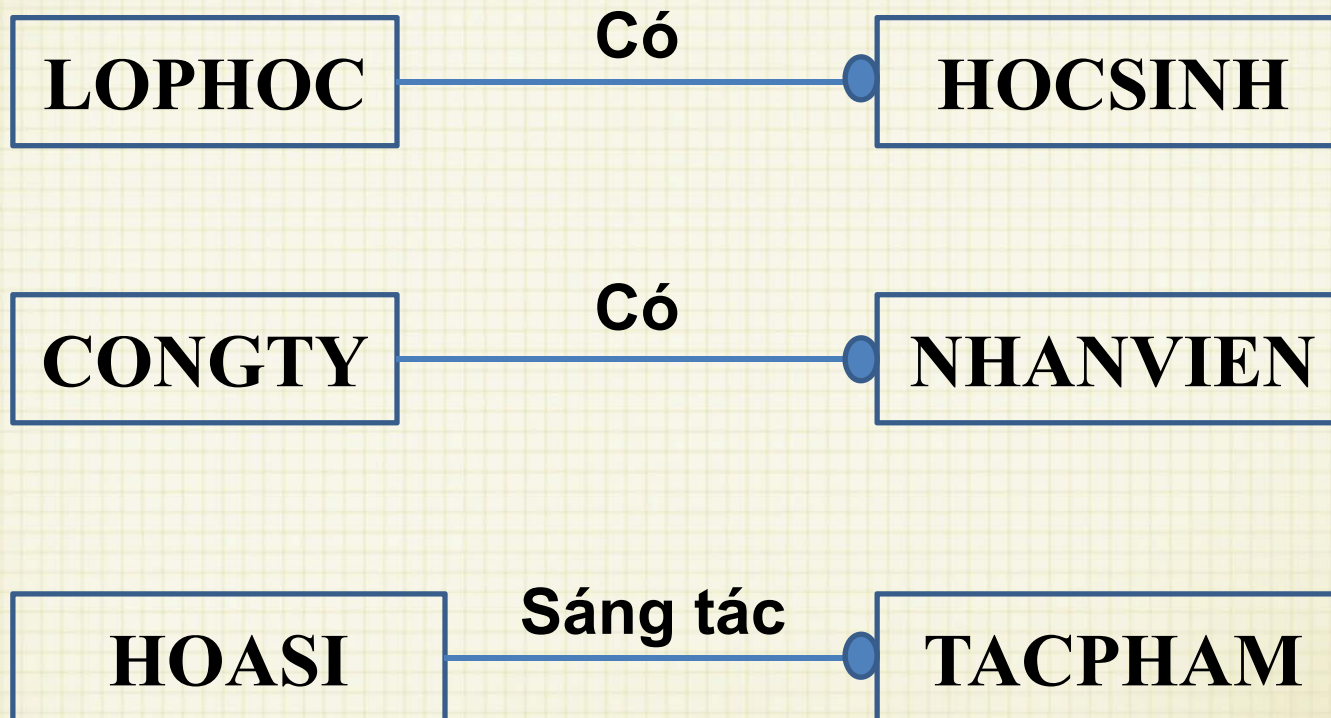 Có
LOPHOC HOCSINH
Có
CONGTY NHANVIEN
Sáng tác
HOASI TACPHAM